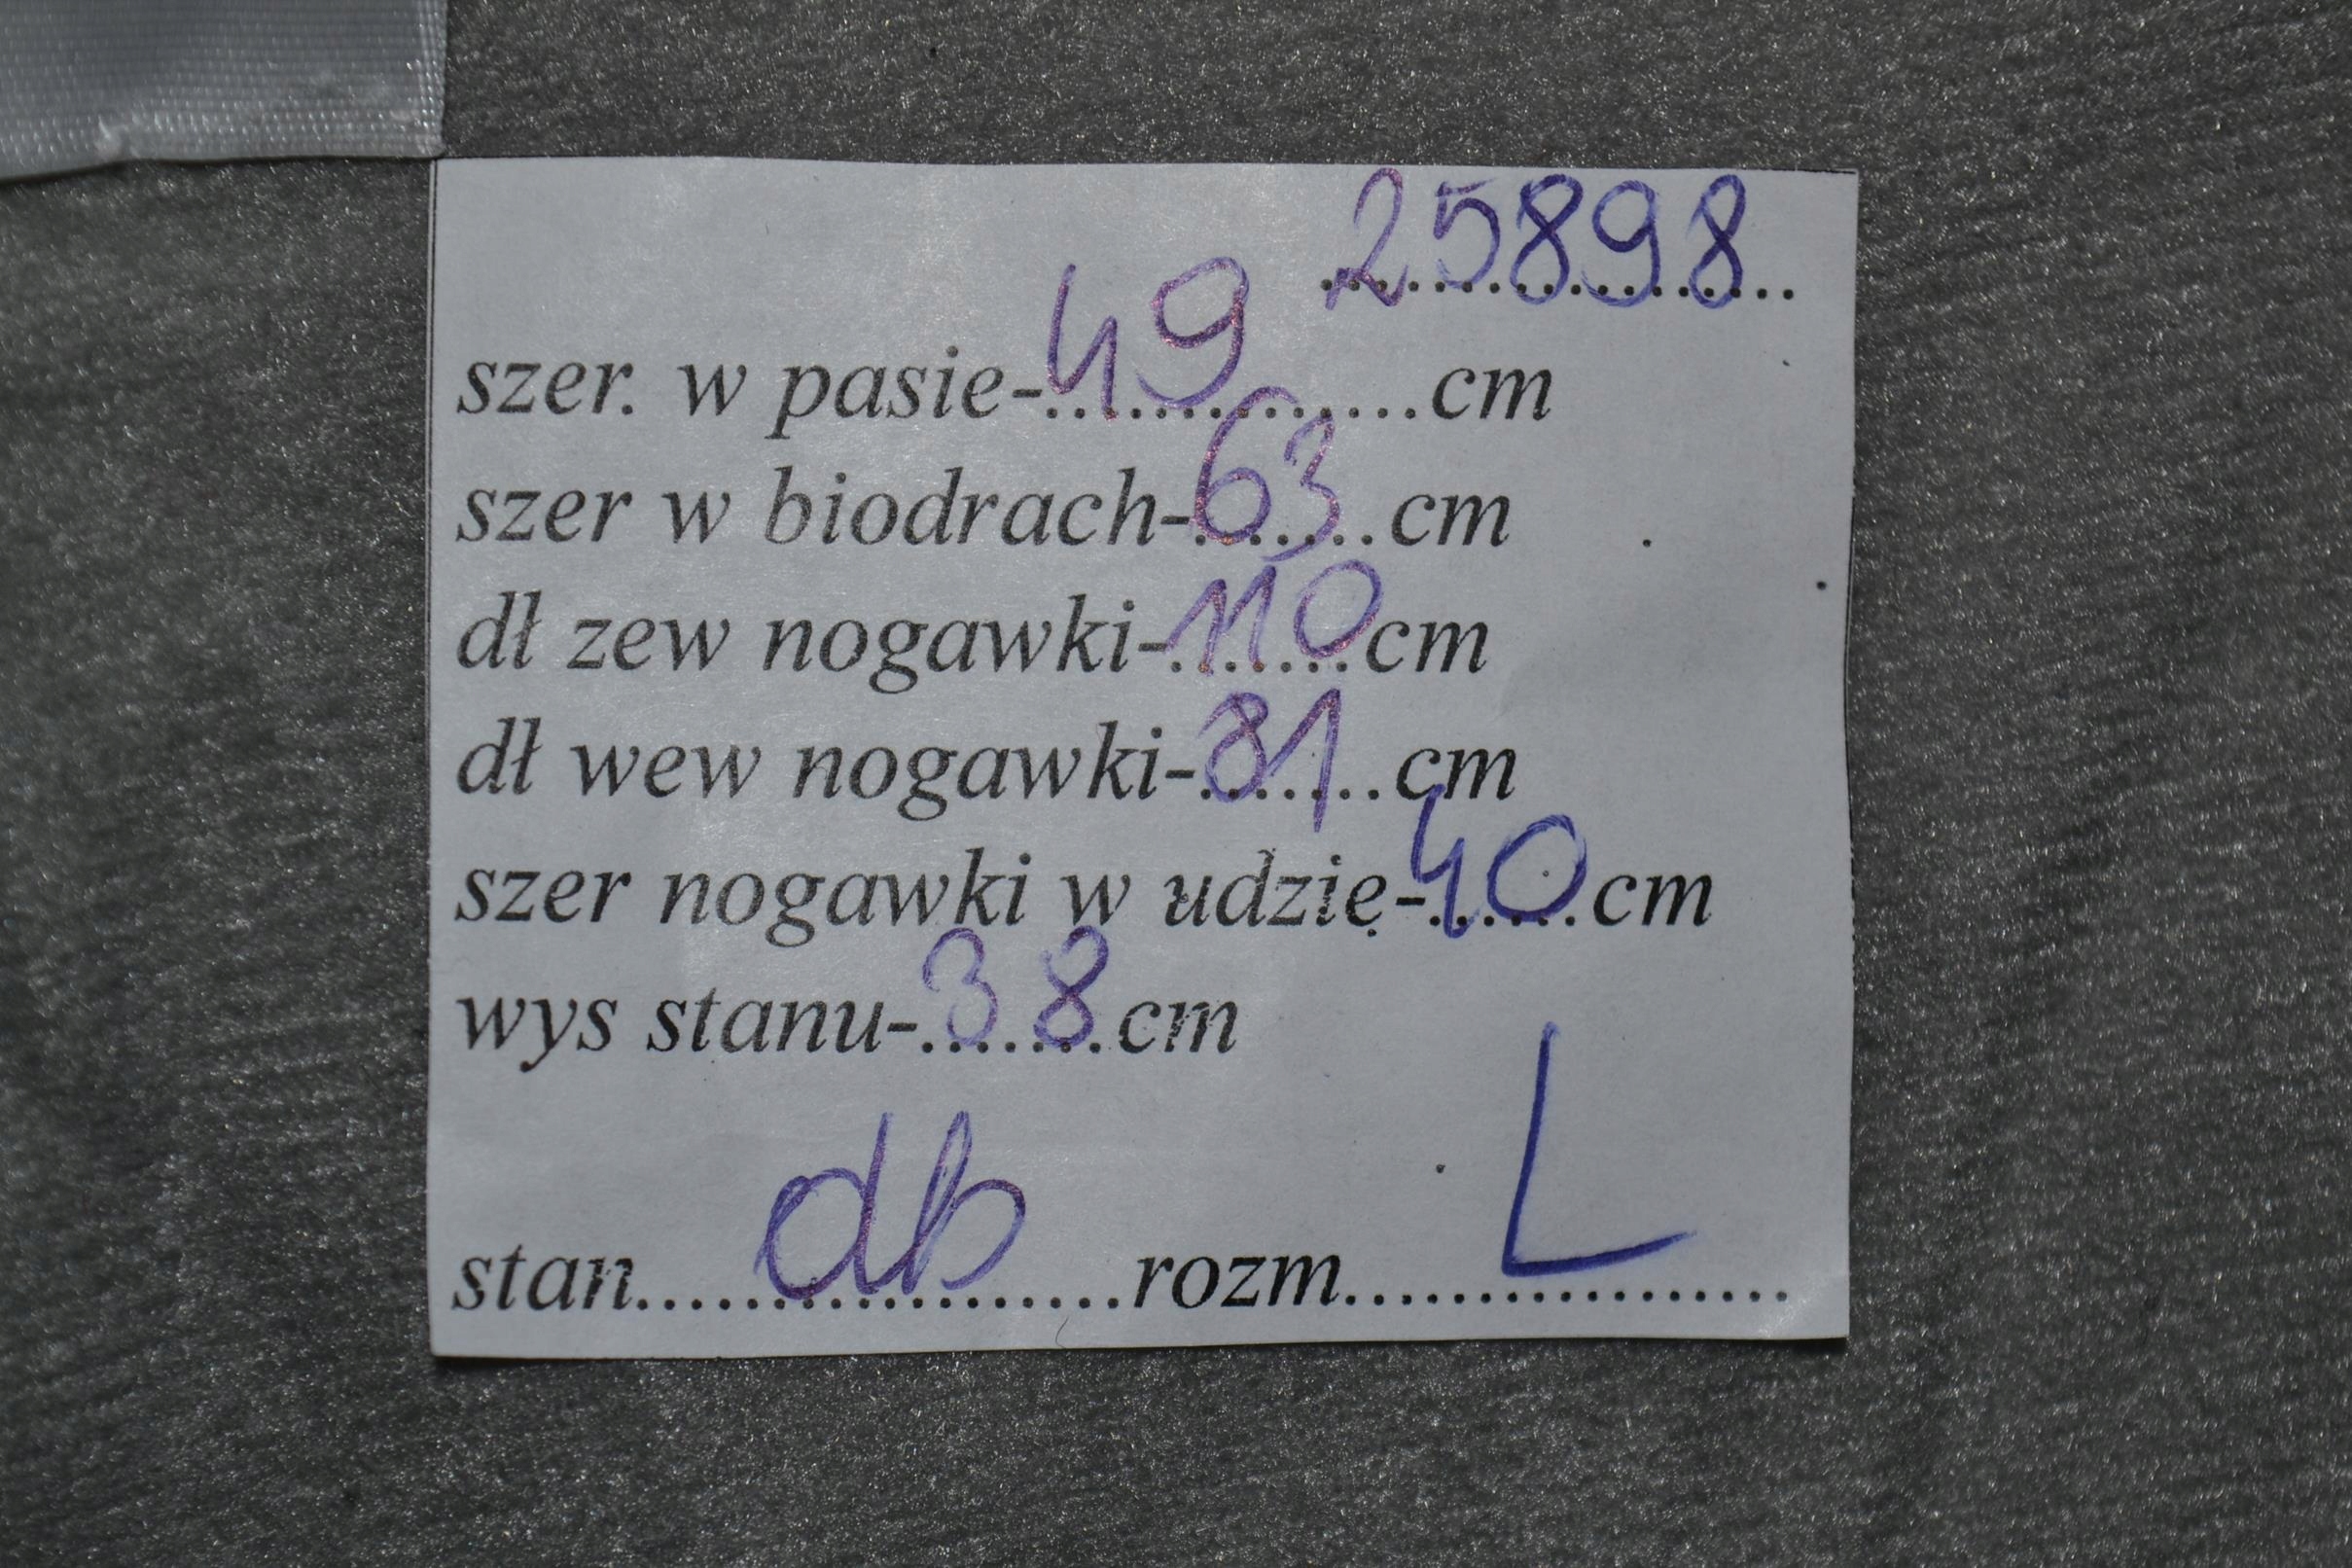 25898
szer. w pasie-49 cm
szer w biodrach-63 cm
dł zew nogawki-110 cm
dł wew nogawki-81 cm
szer nogawki w udzie-40 cm
wys stanu-38 cm
stan db rozm L